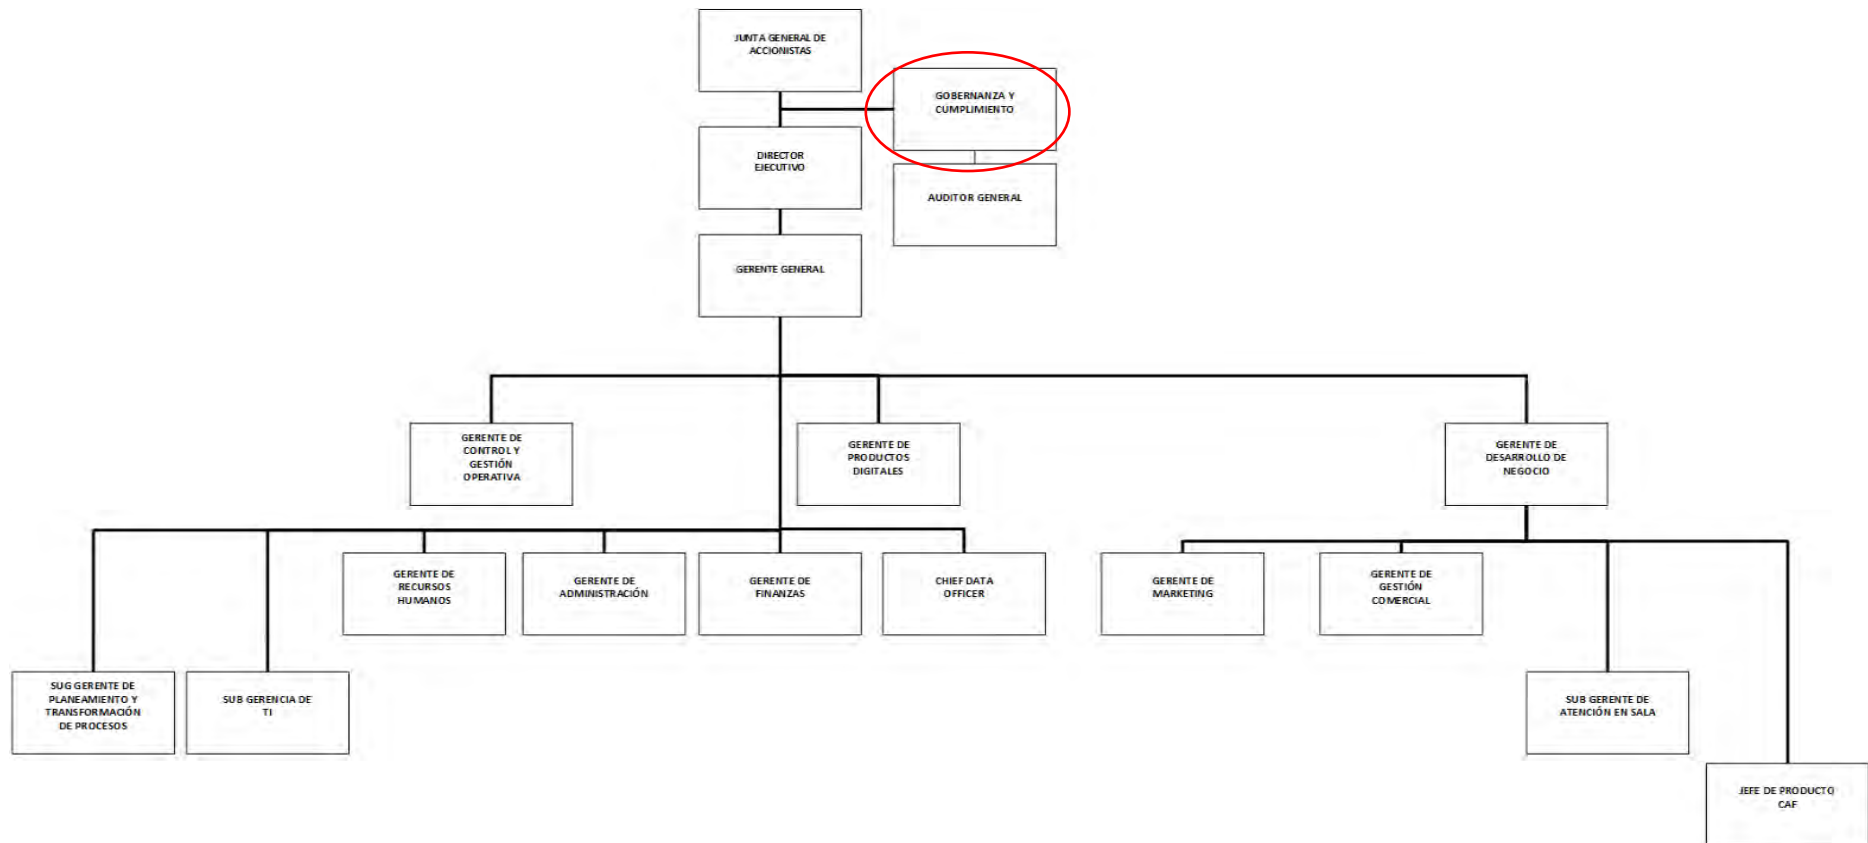 JUNTA GENERAL DE
ACCIONISTAS
GOBERNANZA Y
CUMPLIMIENTO
DIRECTOR
EJECUTIVO
AUDITOR GENERAL
GERENTE GENERAL
GERENTE DE
CONTROL Y
GESTIÓN
OPERATIVA
GERENTE DE
PRODUCTOS
DIGITALES
GERENTE DE
DESARROLLO DE
NEGOCIO
GERENTE DE
RECURSOS
HUMANOS
GERENTE DE
ADMINISTRACIÓN
GERENTE DE
FINANZAS
CHIEF DATA
OFFICER
GERENTE DE
MARKETING
GERENTE DE
GESTIÓN
COMERCIAL
SUG GERENTE DE
PLANEAMIENTO Y
TRANSFORMACIÓN
DE PROCESOS
SUB GERENCIA DE
TI
SUB GERENTE DE
ATENCIÓN EN SALA
JEFE DE PRODUCTO
CAF